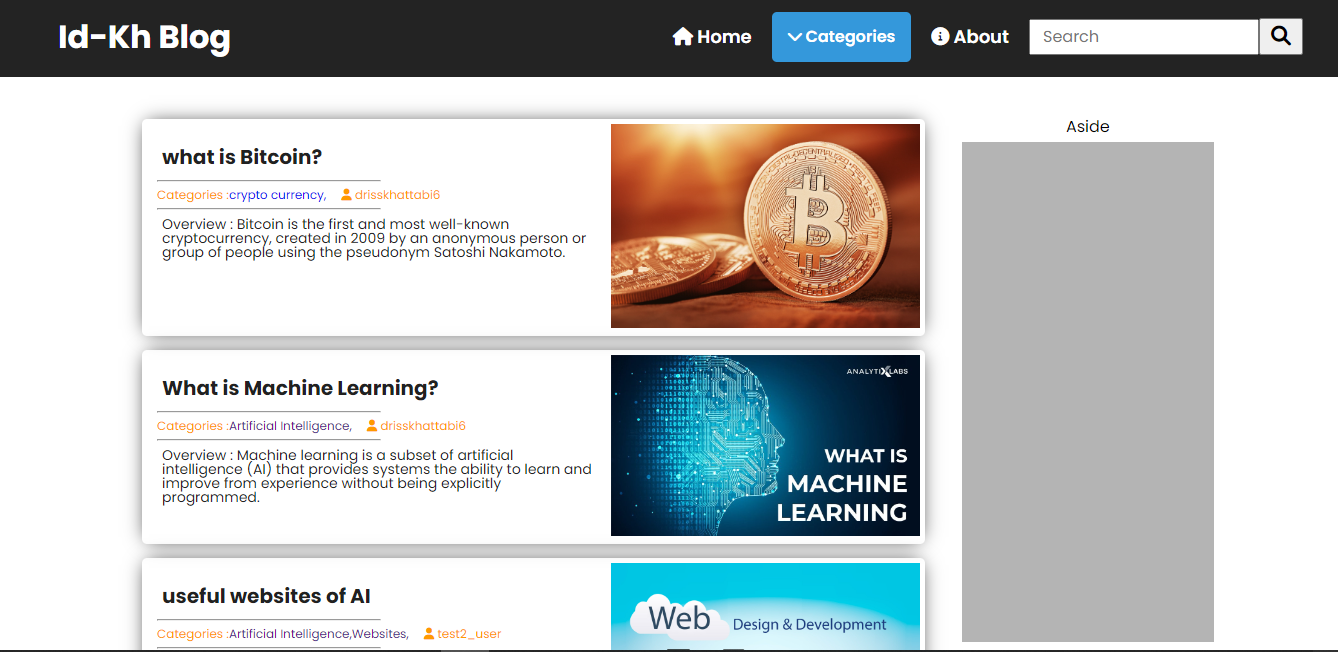 Id-Kh Blog
Home
Categories
About
Search
what is Bitcoin?
Categories :crypto currency, drisskhattabi6
Overview : Bitcoin is the first and most well-known
cryptocurrency, created in 2009 by an anonymous person or
group of people using the pseudonym Satoshi Nakamoto.
What is Machine Learning?
Categories :Artificial Intelligence, drisskhattabi6
Overview : Machine learning is a subset of artificial
intelligence (AI) that provides systems the ability to learn and
improve from experience without being explicitly
programmed.
ANALYTIXLABS
WHAT IS
MACHINE
LEARNING
useful websites of AI
Categories :Artificial Intelligence,Websites, test2_user
Web Design & Development
Aside